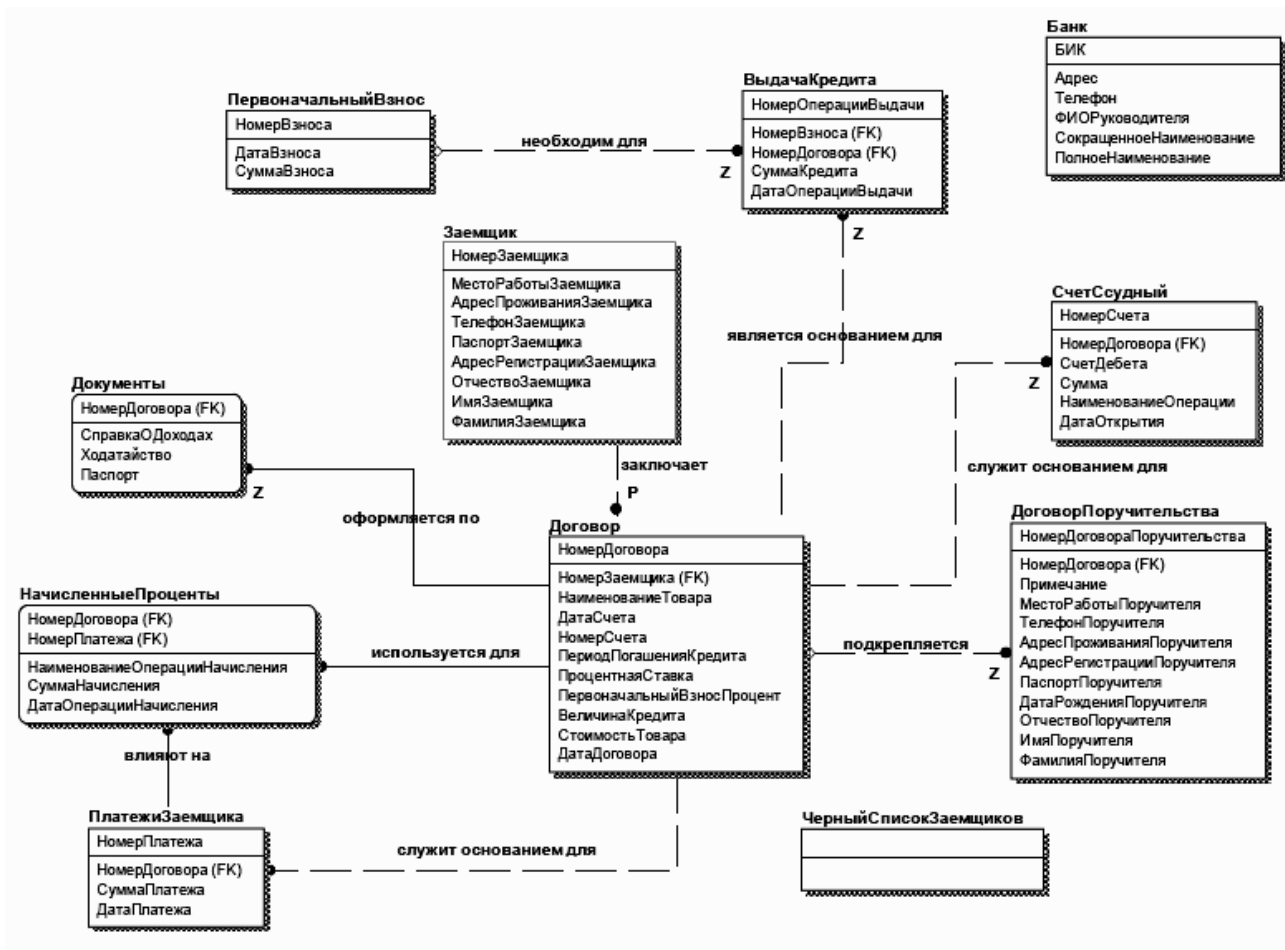 Банк
БИК
Адрес
Телефон
ФИОРуководителя
СокращенноеНаименование
ПолноеНаименование
ВыдачаКредита
НомерОперацииВыдачи
НомерВзноса (FK)
НомерДоговора (FK)
СуммаКредита
ДатаОперацииВыдачи
ПервоначальныйВзнос
НомерВзноса
ДатаВзноса
СуммаВзноса
необходим для
Z
Z
Заемщик
НомерЗаемщика
МестоРаботыЗаемщика
АдресПроживанияЗаемщика
ТелефонЗаемщика
ПаспортЗаемщика
АдресРегистрацииЗаемщика
ОтчествоЗаемщика
ИмяЗаемщика
ФамилияЗаемщика
является основанием для
СчетСсудный
НомерСчета
НомерДоговора (FK)
СчетДебета
Сумма
НаименованиеОперации
ДатаОткрытия
Z
Документы
НомерДоговора (FK)
СправкаОДоходах
Ходатайство
Паспорт
Z
заключает
P
служит основанием для
оформляется по
Договор
НомерДоговора
НомерЗаемщика (FK)
НаименованиеТовара
ДатаСчета
НомерСчета
ПериодПогашенияКредита
ПроцентнаяСтавка
ПервоначальныйВзносПроцент
ВеличинаКредита
СтоимостьТовара
ДатаДоговора
ДоговорПоручительства
НомерДоговораПоручительства
НомерДоговора (FK)
Примечание
МестоРаботыПоручителя
ТелефонПоручителя
АдресПроживанияПоручителя
АдресРегистрацииПоручителя
ПаспортПоручителя
ДатаРожденияПоручителя
ОтчествоПоручителя
ИмяПоручителя
ФамилияПоручителя
подкрепляется
Z
НачисленныеПроценты
НомерДоговора (FK)
НомерПлатежа (FK)
НаименованиеОперацииНачисления
СуммаНачисления
ДатаОперацииНачисления
используется для
влияют на
ПлатежиЗаемщика
НомерПлатежа
НомерДоговора (FK)
СуммаПлатежа
ДатаПлатежа
служит основанием для
ЧерныйСписокЗаемщиков